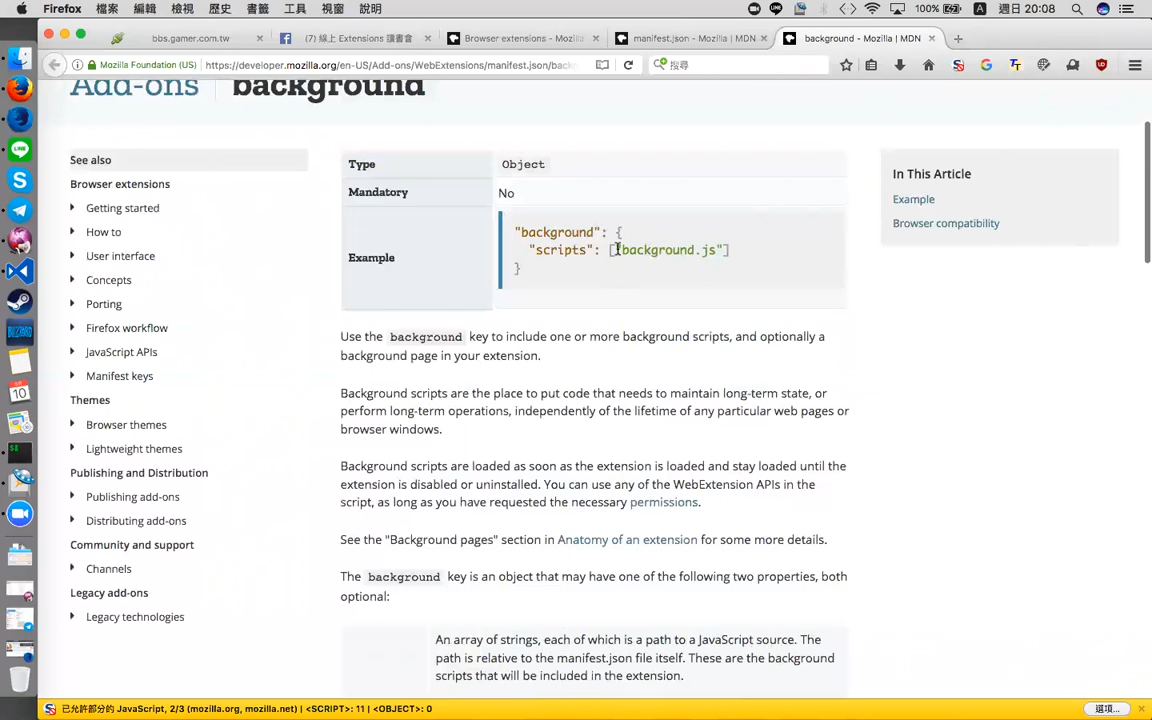 Firefox 檔案 編輯 檢視 歷史 書籤 工具 視窗 說明
100% 週日 20:08
bbs.gamer.com.tw
(7) 線上 Extensions 讀書會
Browser extensions - Mozilla
manifest.json - Mozilla | MDN
background - Mozilla | MDN
Mozilla Foundation (US) https://developer.mozilla.org/en-US/Add-ons/WebExtensions/manifest.json/back
搜尋
Add-ons background
See also
Browser extensions
Getting started
How to
User interface
Concepts
Porting
Firefox workflow
JavaScript APIs
Manifest keys
Themes
Browser themes
Lightweight themes
Publishing and Distribution
Publishing add-ons
Distributing add-ons
Community and support
Channels
Legacy add-ons
Legacy technologies
Type Object
Mandatory No
Example
"background": {
"scripts": ["background.js"]
}
Use the background key to include one or more background scripts, and optionally a
background page in your extension.
Background scripts are the place to put code that needs to maintain long-term state, or
perform long-term operations, independently of the lifetime of any particular web pages or
browser windows.
Background scripts are loaded as soon as the extension is loaded and stay loaded until the
extension is disabled or uninstalled. You can use any of the WebExtension APIs in the
script, as long as you have requested the necessary permissions.
See the "Background pages" section in Anatomy of an extension for some more details.
The background key is an object that may have one of the following two properties, both
optional:
An array of strings, each of which is a path to a JavaScript source. The
path is relative to the manifest.json file itself. These are the background
scripts that will be included in the extension.
In This Article
Example
Browser compatibility
已允許部分的 JavaScript, 2/3 (mozilla.org, mozilla.net) | <SCRIPT>: 11 | <OBJECT>: 0
選項...